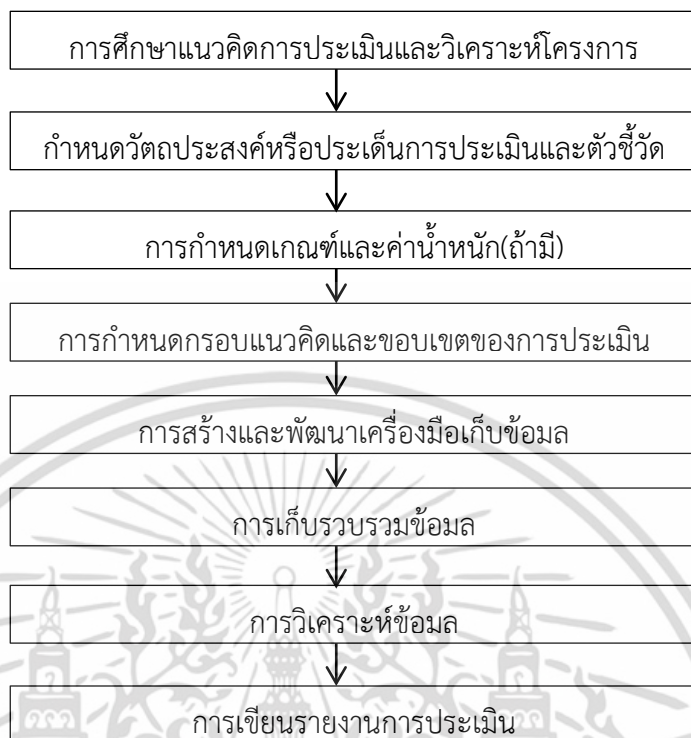 การศึกษาแนวคิดการประเมินและวิเคราะห์โครงการ
กำหนดวัตถุประสงค์หรือประเด็นการประเมินและตัวชี้วัด
การกำหนดเกณฑ์และค่าน้ำหนัก(ถ้ามี)
การกำหนดกรอบแนวคิดและขอบเขตของการประเมิน
การสร้างและพัฒนาเครื่องมือเก็บข้อมูล
การเก็บรวบรวมข้อมูล
การวิเคราะห์ข้อมูล
การเขียนรายงานการประเมิน